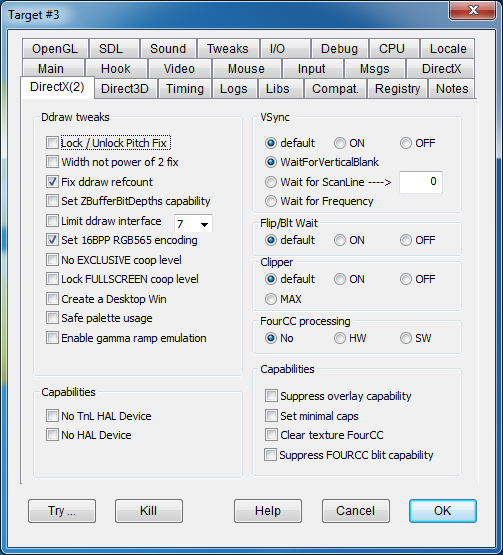 Target #3
OpenGL SDL Sound Tweaks I/O Debug CPU Locale
Main Hook Video Mouse Input Msgs DirectX
DirectX(2) Direct3D Timing Logs Libs Compat. Registry Notes
Ddraw tweaks
Lock / Unlock Pitch Fix
Width not power of 2 fix
Fix ddraw refcount
Set ZBufferBitDepths capability
Limit ddraw interface 7
Set 16BPP RGB565 encoding
No EXCLUSIVE coop level
Lock FULLSCREEN coop level
Create a Desktop Win
Safe palette usage
Enable gamma ramp emulation
Capabilities
No TnL HAL Device
No HAL Device
VSync
default ON OFF
WaitForVerticalBlank
Wait for ScanLine ----> 0
Wait for Frequency
Flip/Blt Wait
default ON OFF
Clipper
default ON OFF
MAX
FourCC processing
No HW SW
Capabilities
Suppress overlay capability
Set minimal caps
Clear texture FourCC
Suppress FOURCC blit capability
Try ... Kill Help Cancel OK